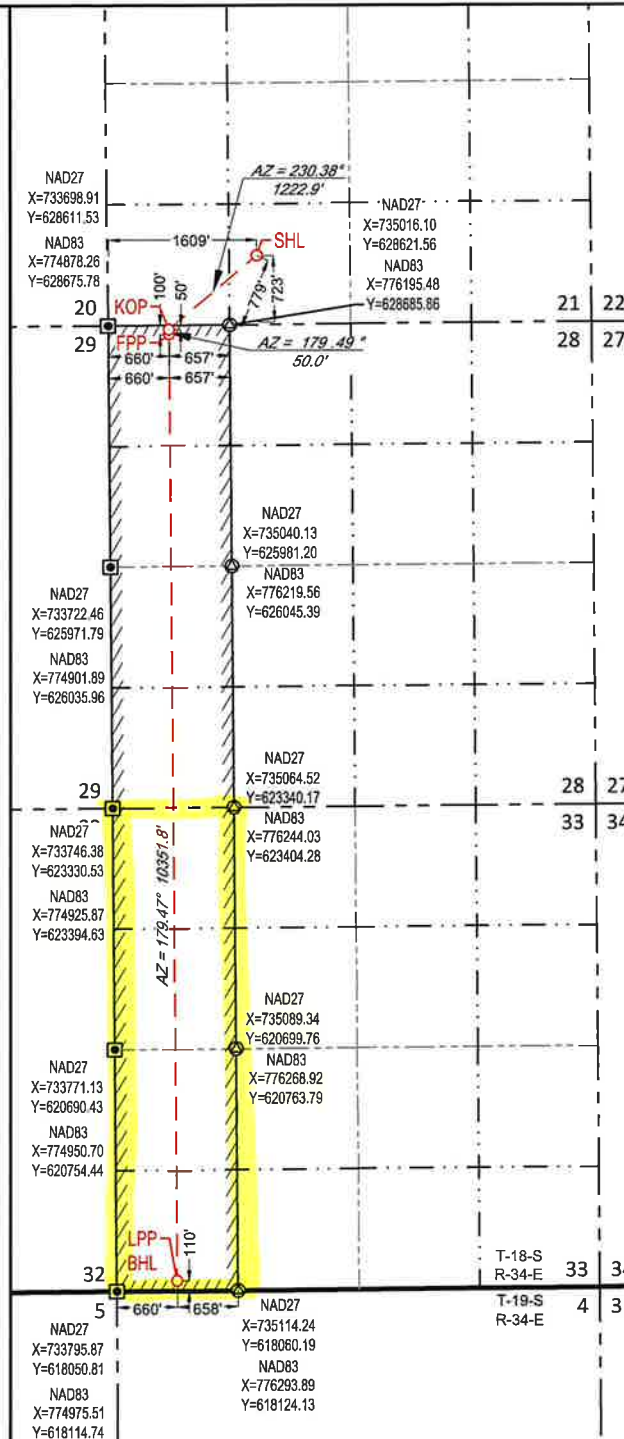 NAD27
X=733698.91
Y=628611.53
NAD83
X=774878.26
Y=628675.78
AZ = 230.38°
1222.9'
NAD27
X=735016.10
Y=628621.56
NAD83
X=776195.48
Y=628685.86
1609'
SHL
100'
50'
779'
723'
KOP
FPP
20
29
21 22
28 27
AZ = 179.49°
50.0'
660' 657'
660' 657'
NAD27
X=735040.13
Y=625981.20
NAD83
X=776219.56
Y=626045.39
NAD27
X=733722.46
Y=625971.79
NAD83
X=774901.89
Y=626035.96
29
NAD27
X=735064.52
Y=623340.17
NAD83
X=776244.03
Y=623404.28
28 27
33 34
NAD27
X=733746.38
Y=623330.53
NAD83
X=774925.87
Y=623394.63
AZ = 179.47° 10351.8'
NAD27
X=735089.34
Y=620699.76
NAD83
X=776268.92
Y=620763.79
NAD27
X=733771.13
Y=620690.43
NAD83
X=774950.70
Y=620754.44
LPP
BHL
110'
32
5
660' 658'
T-18-S
R-34-E
33 34
T-19-S
R-34-E
4 3
NAD27
X=735114.24
Y=618060.19
NAD83
X=776293.89
Y=618124.13
NAD27
X=733795.87
Y=618050.81
NAD83
X=774975.51
Y=618114.74